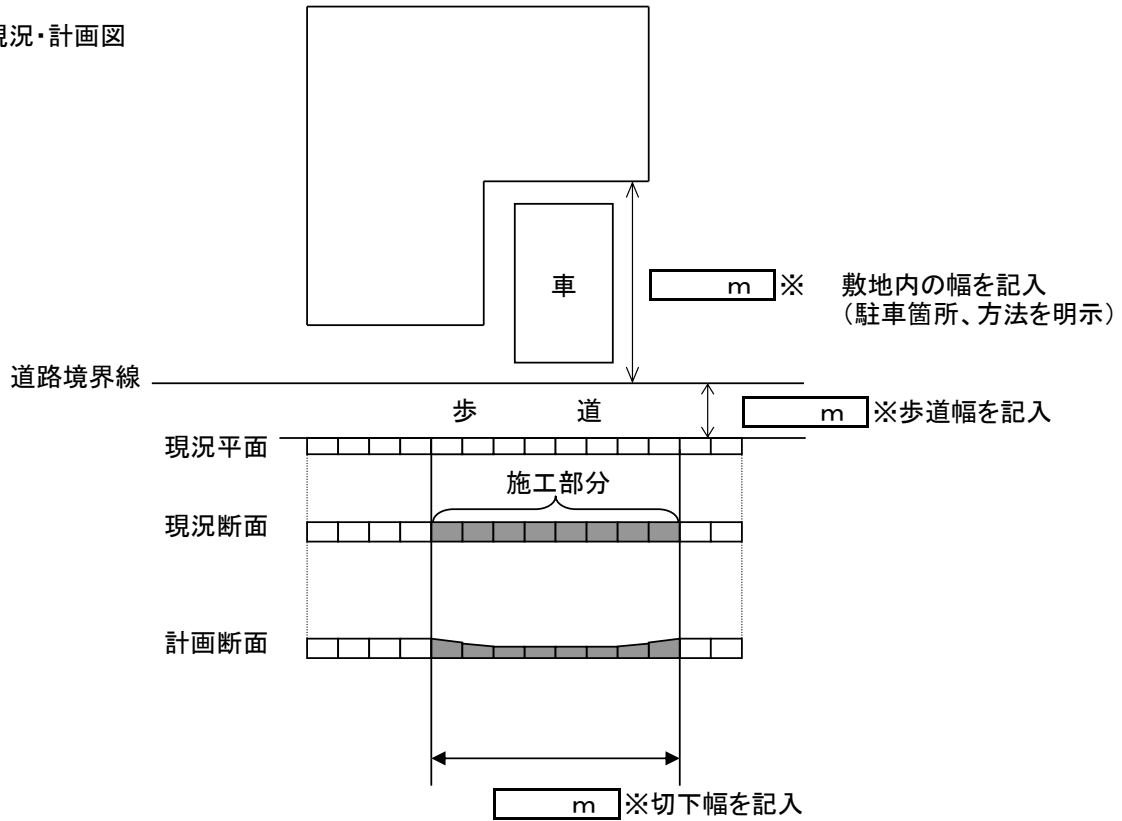 現況・計画図
車
m ※ 敷地内の幅を記入
（駐車箇所、方法を明示）
道路境界線
歩 道
m ※歩道幅を記入
現況平面
施工部分
現況断面
計画断面
m ※切下幅を記入